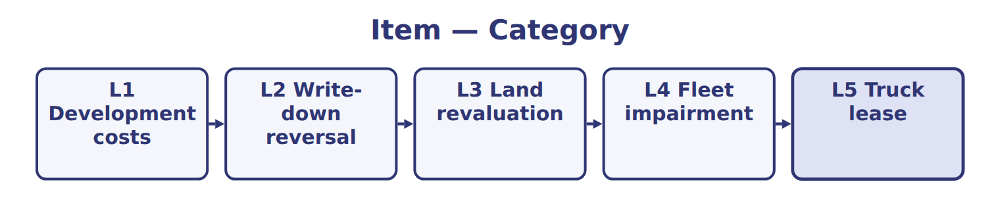 Item — Category
L1
Development
costs
L2 Write-
down
reversal
L3 Land
revaluation
L4 Fleet
impairment
L5 Truck
lease